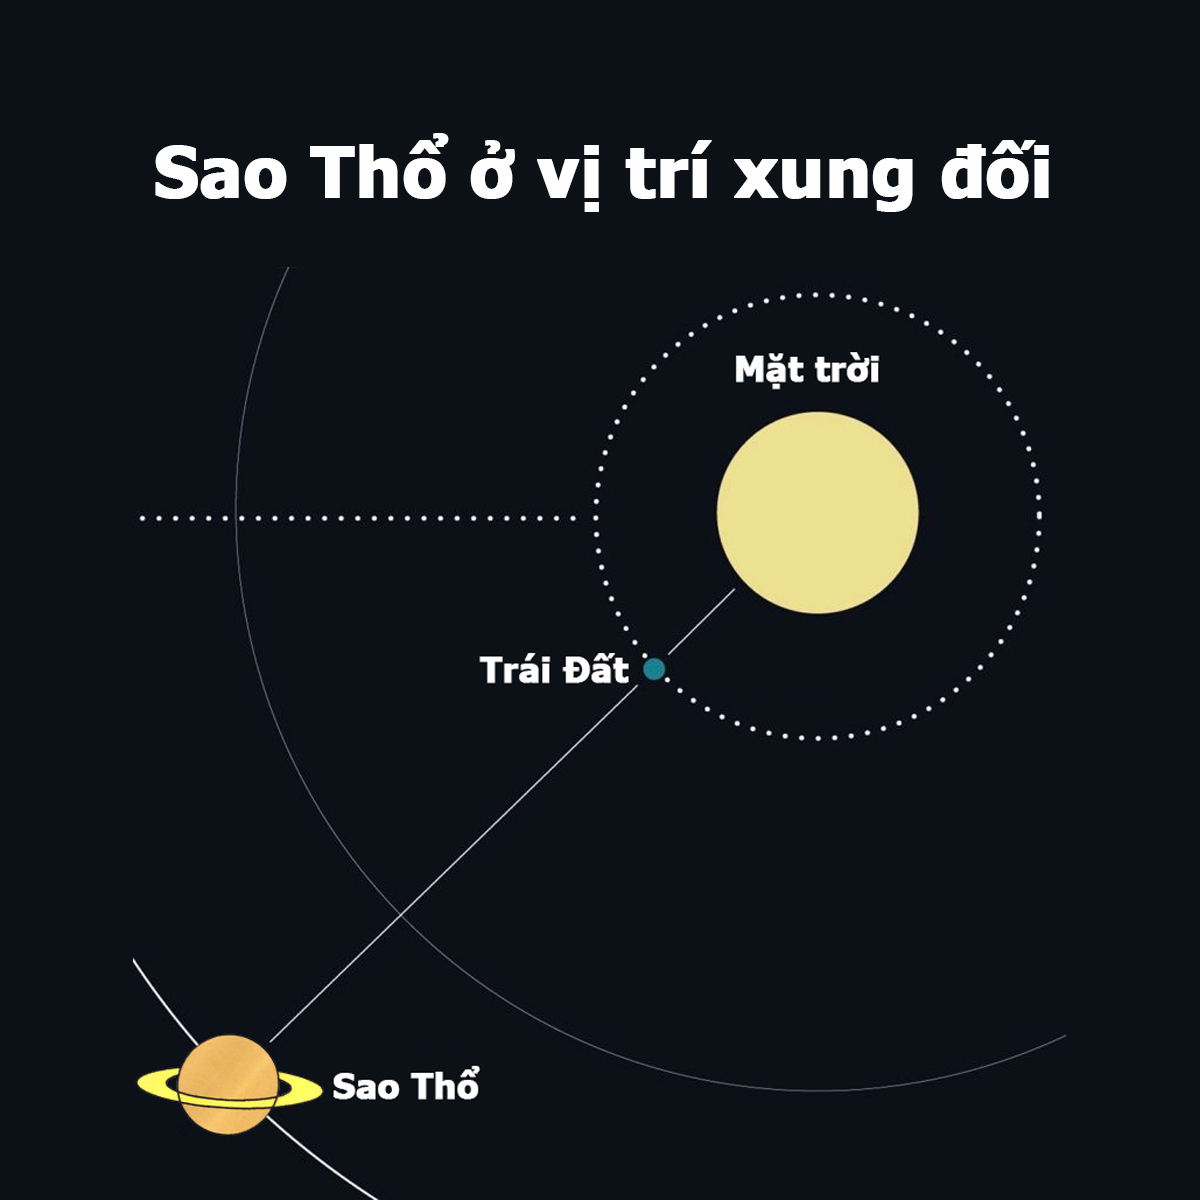 Sao Thổ ở vị trí xung đối
Mặt trời
Trái Đất
Sao Thổ